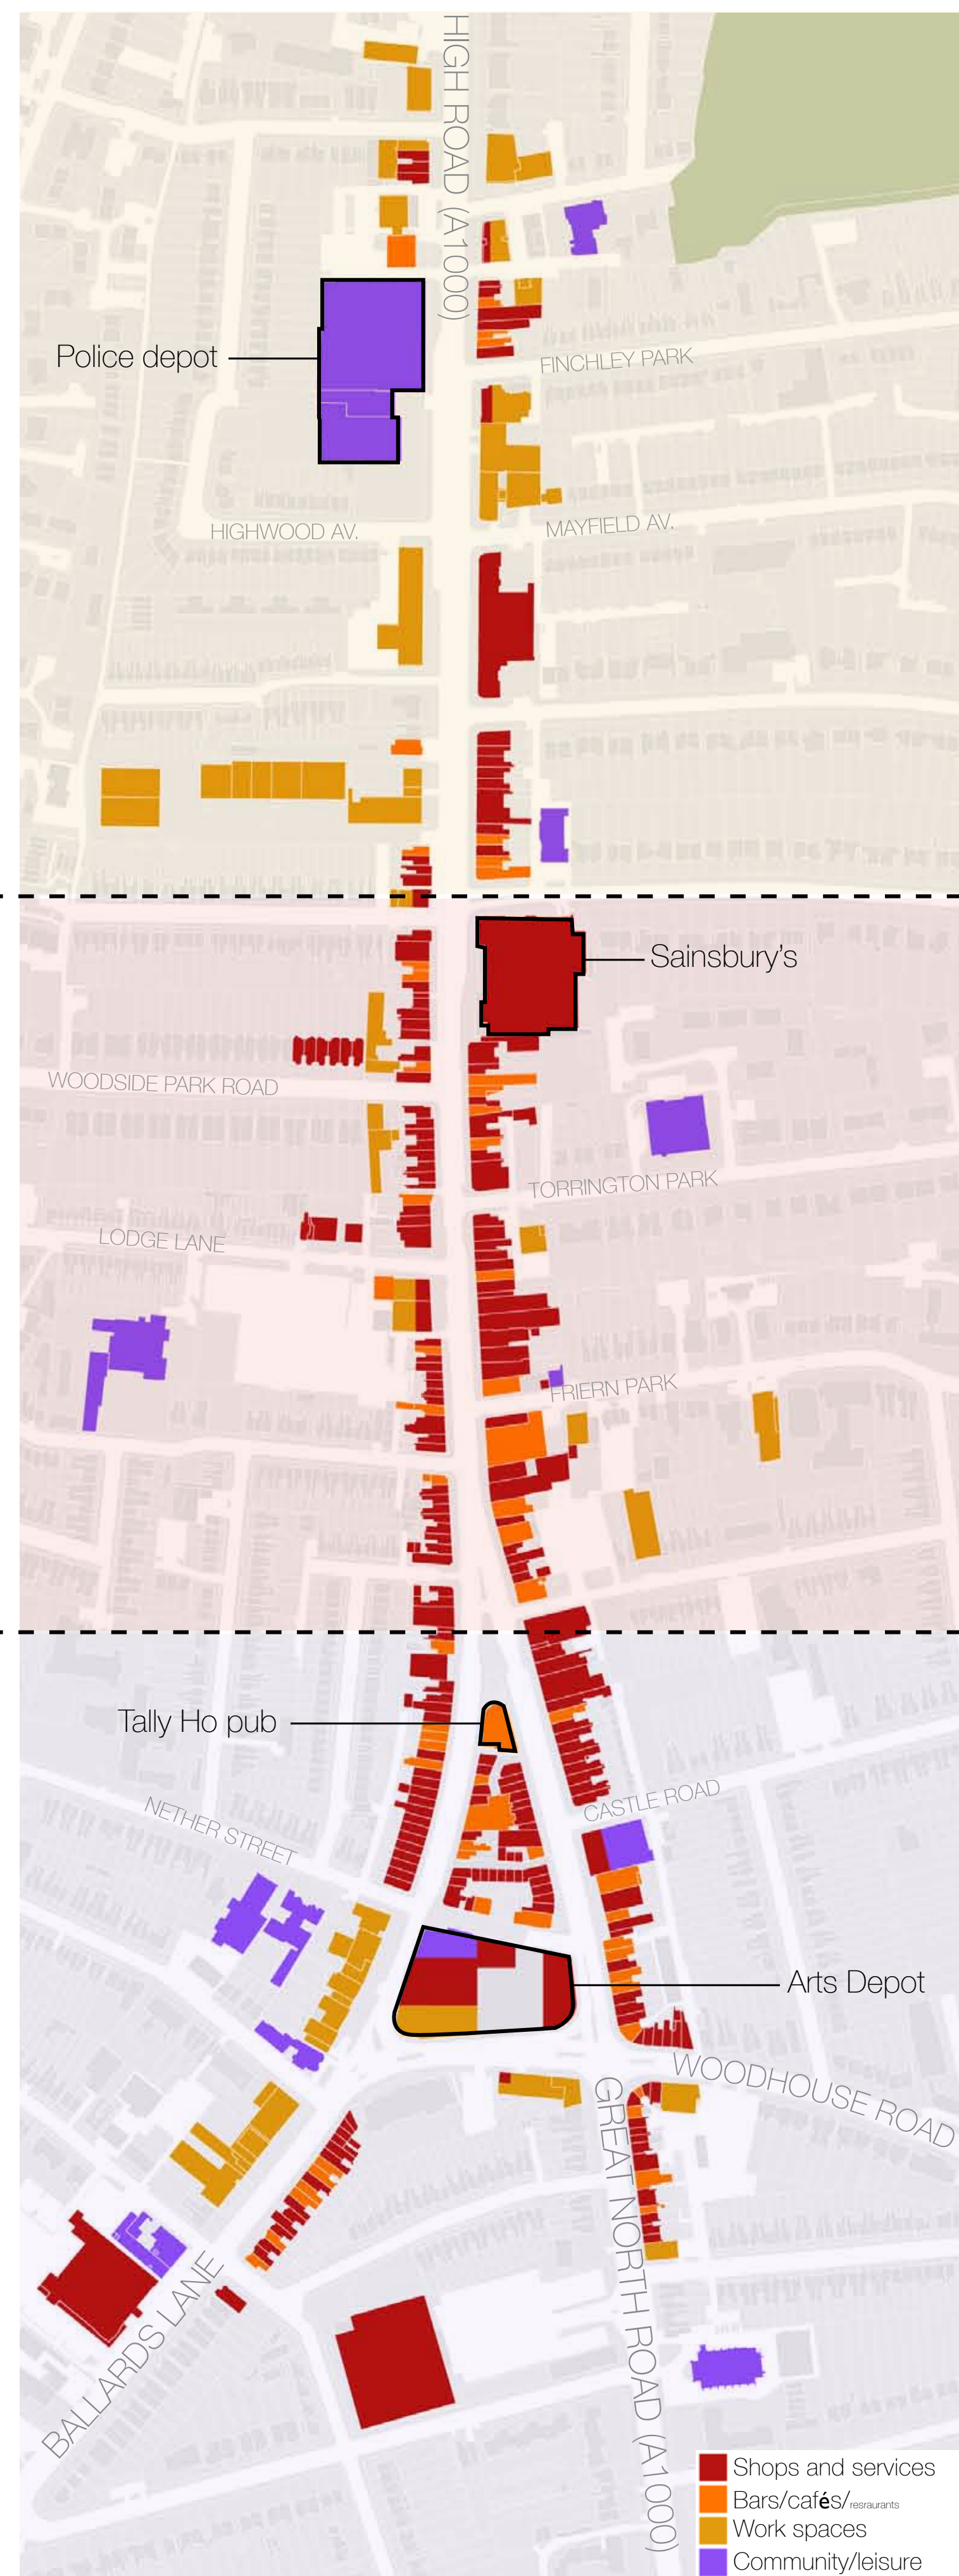 HIGH ROAD (A1000)
Police depot
FINCHLEY PARK
HIGHWOOD AV.
MAYFIELD AV.
Sainsbury's
WOODSIDE PARK ROAD
TORRINGTON PARK
LODGE LANE
FRIERN PARK
Tally Ho pub
CASTLE ROAD
NETHER STREET
Arts Depot
WOODHOUSE ROAD
GREAT NORTH ROAD (A1000)
BALLARDS LANE
Shops and services
Bars/cafés/resraurants
Work spaces
Community/leisure